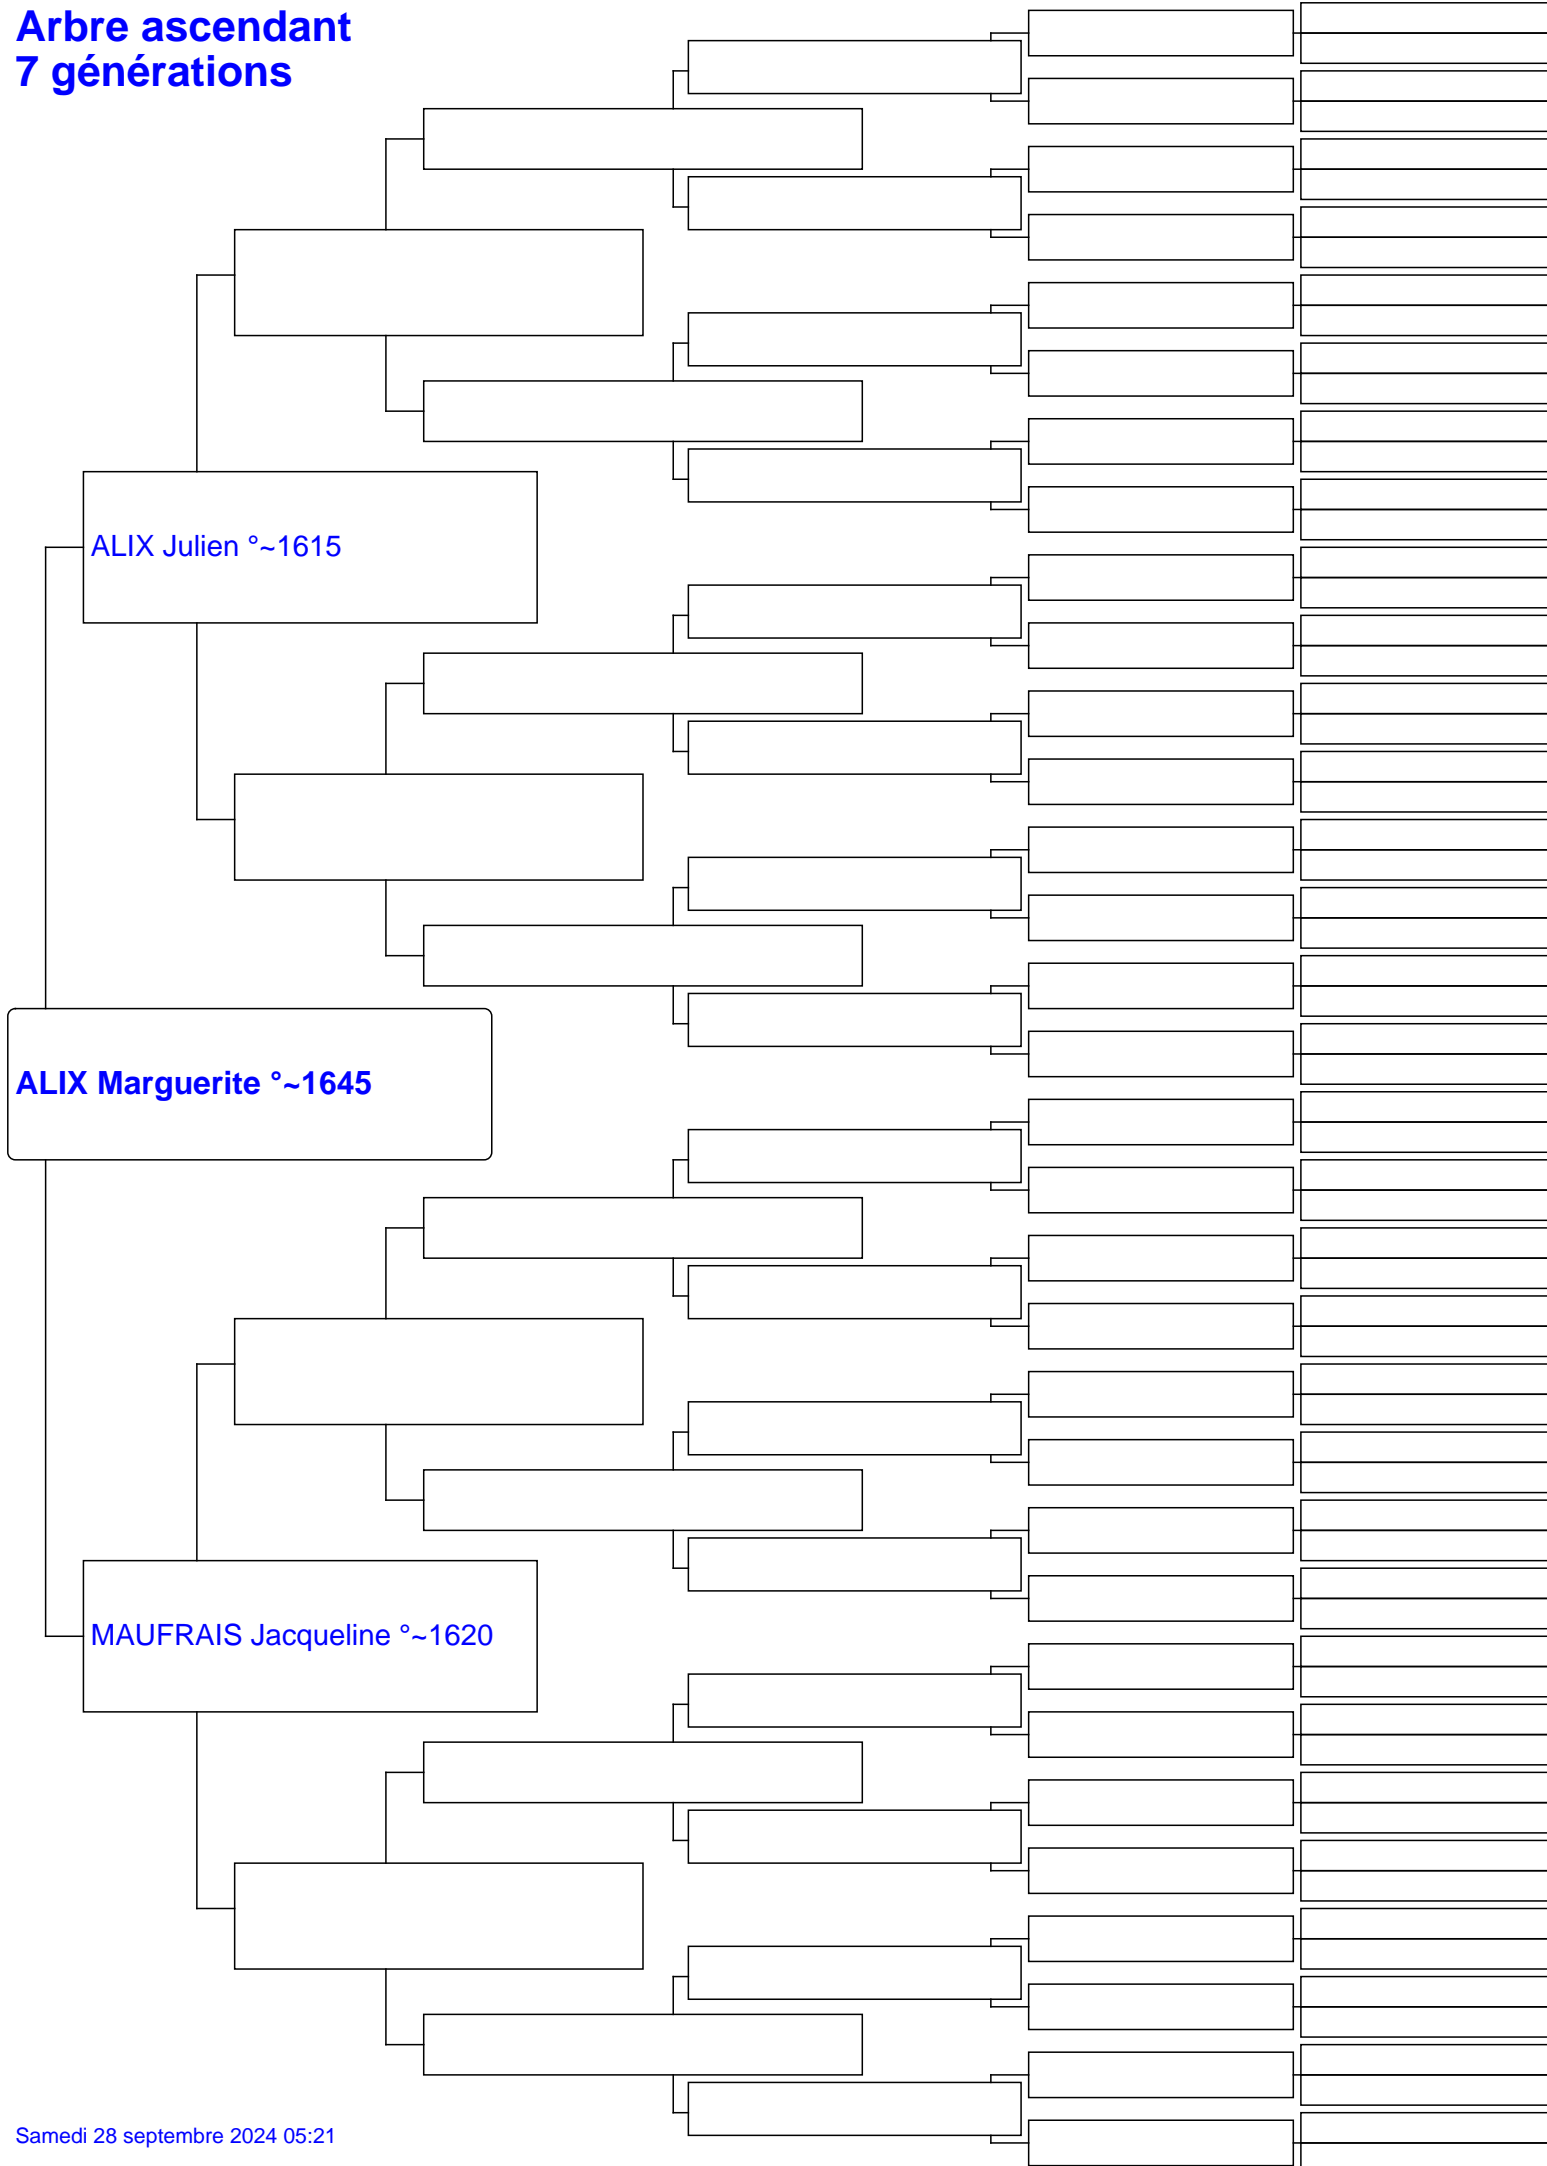 Arbre ascendant
7 générations
ALIX Julien °~1615
ALIX Marguerite °~1645
MAUFRAIS Jacqueline °~1620
Samedi 28 septembre 2024 05:21